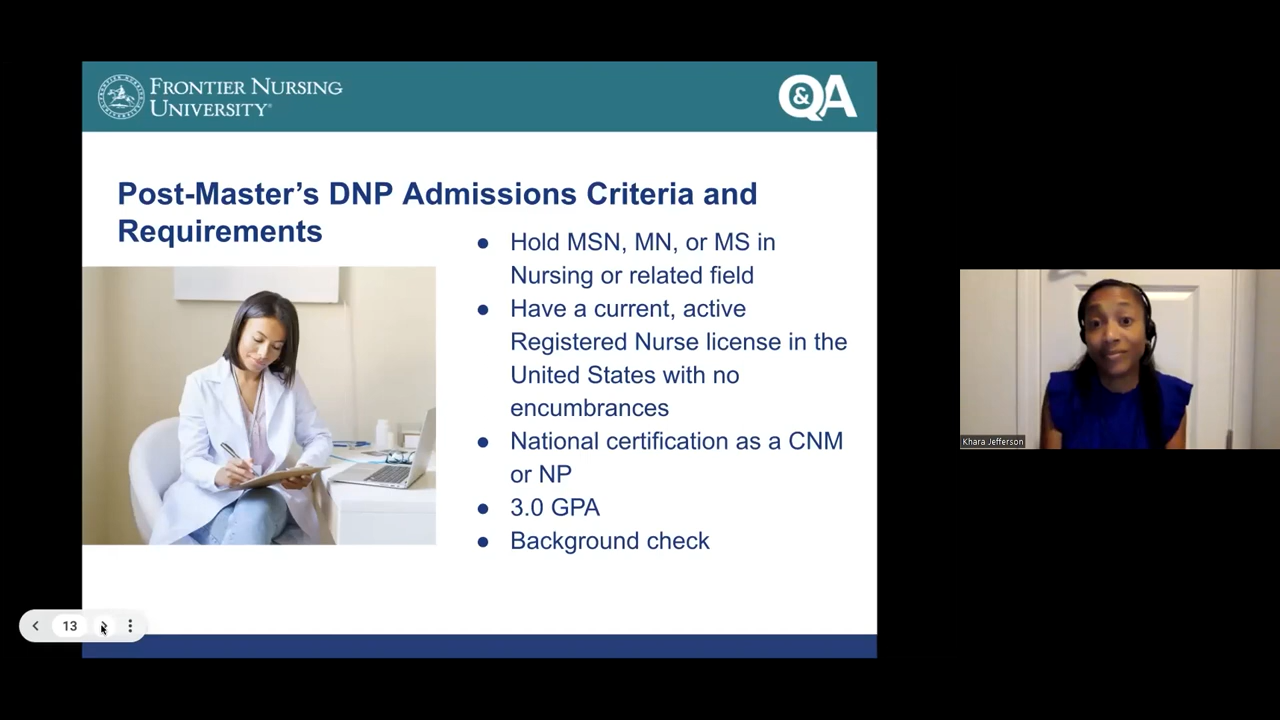 FRONTIER NURSING
UNIVERSITY®
Q&A
Post-Master’s DNP Admissions Criteria and
Requirements
● Hold MSN, MN, or MS in
Nursing or related field
● Have a current, active
Registered Nurse license in the
United States with no
encumbrances
● National certification as a CNM
or NP
● 3.0 GPA
● Background check
Khara Jefferson
13